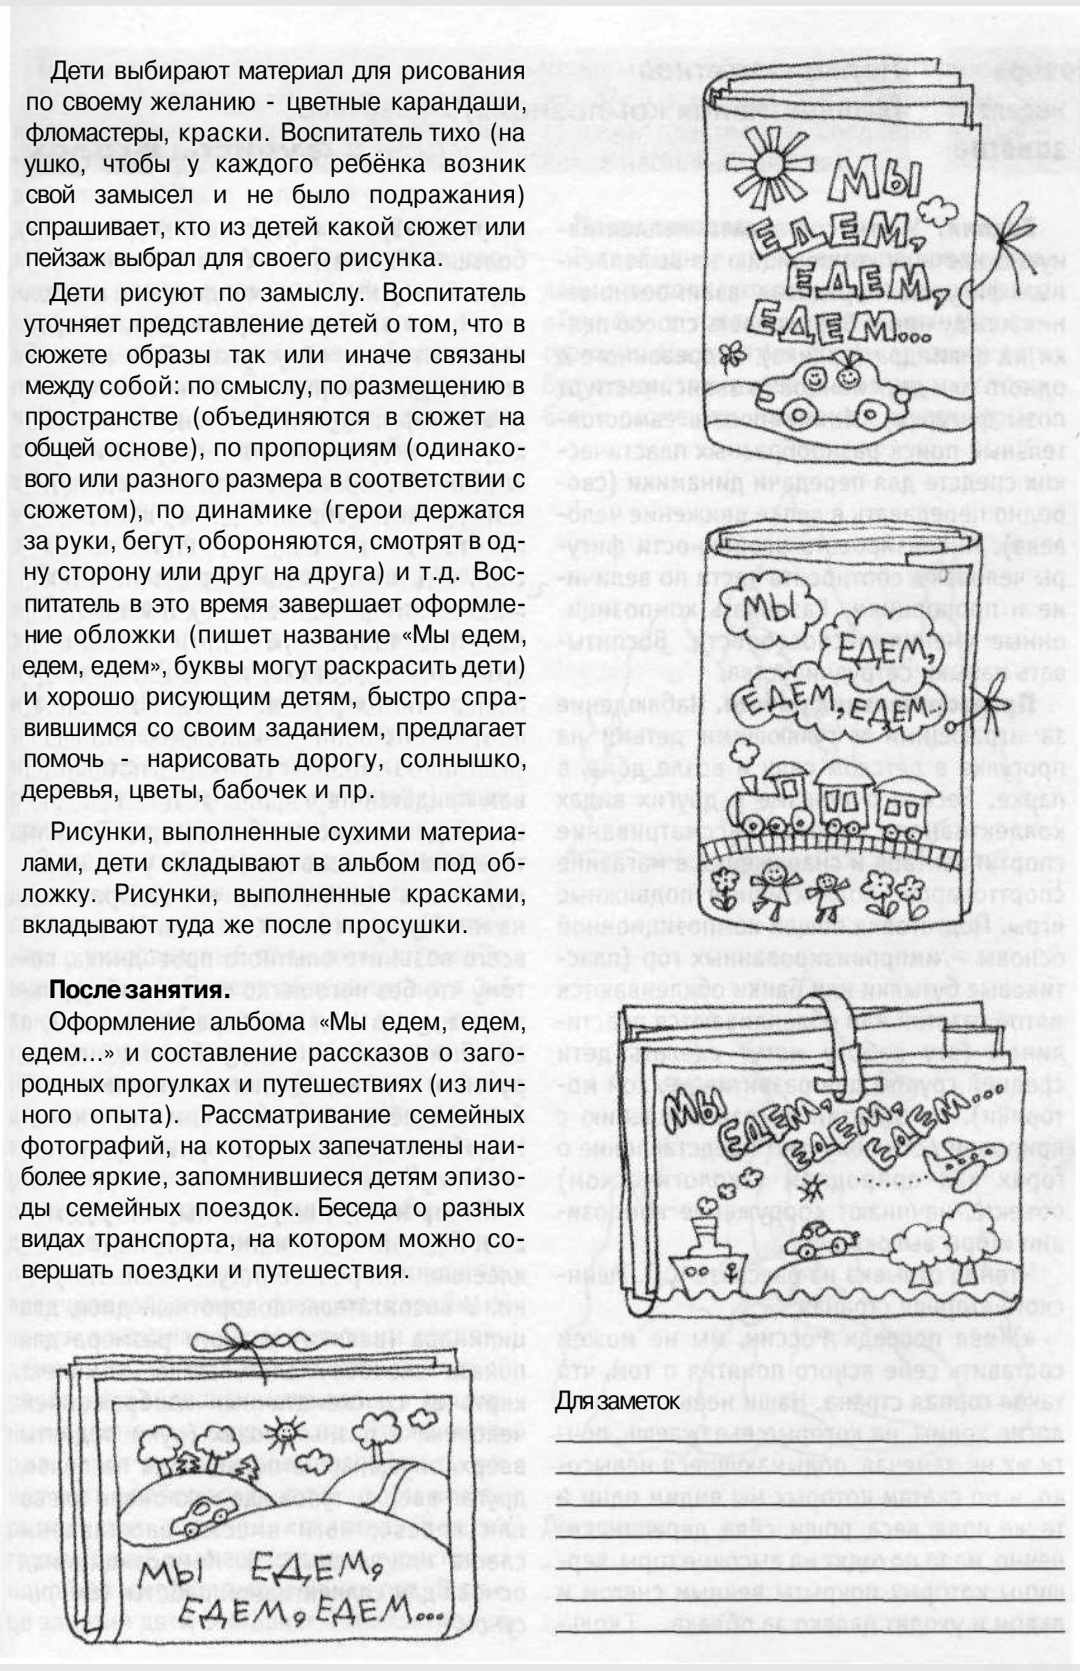 Дети выбирают материал для рисования
по своему желанию - цветные карандаши,
фломастеры, краски. Воспитатель тихо (на
ушко, чтобы у каждого ребёнка возник
свой замысел и не было подражания)
спрашивает, кто из детей какой сюжет или
пейзаж выбрал для своего рисунка.
Дети рисуют по замыслу. Воспитатель
уточняет представление детей о том, что в
сюжете образы так или иначе связаны
между собой: по смыслу, по размещению в
пространстве (объединяются в сюжет на
общей основе), по пропорциям (одинако-
вого или разного размера в соответствии с
сюжетом), по динамике (герои держатся
за руки, бегут, обороняются, смотрят в од-
ну сторону или друг на друга) и т.д. Вос-
питатель в это время завершает оформле-
ние обложки (пишет название «Мы едем,
едем, едем», буквы могут раскрасить дети)
и хорошо рисующим детям, быстро спра-
вившимся со своим заданием, предлагает
помочь - нарисовать дорогу, солнышко,
деревья, цветы, бабочек и пр.
Рисунки, выполнённые сухими материа-
лами, дети складывают в альбом под об-
ложку. Рисунки, выполненные красками,
вкладывают туда же после просушки.
После занятия.
Оформление альбома «Мы едем, едем,
едем...» и составление рассказов о заго-
родных прогулках и путешествиях (из лич-
ного опыта). Рассматривание семейных
фотографий, на которых запечатлены наи-
более яркие, запомнившиеся детям эпизо-
ды семейных поездок. Беседа о разных
видах транспорта, на котором можно со-
вершать поездки и путешествия.
МЫ ЕДЕМ,
ЕДЕМ, ЕДЕМ...
МЫ
ЕДЕМ,
ЕДЕМ,
ЕДЕМ...
МЫ
ЕДЕМ,
ЕДЕМ, ЕДЕМ.
МЫ ЕДЕМ, ЕДЕМ, ЕДЕМ...
Для заметок